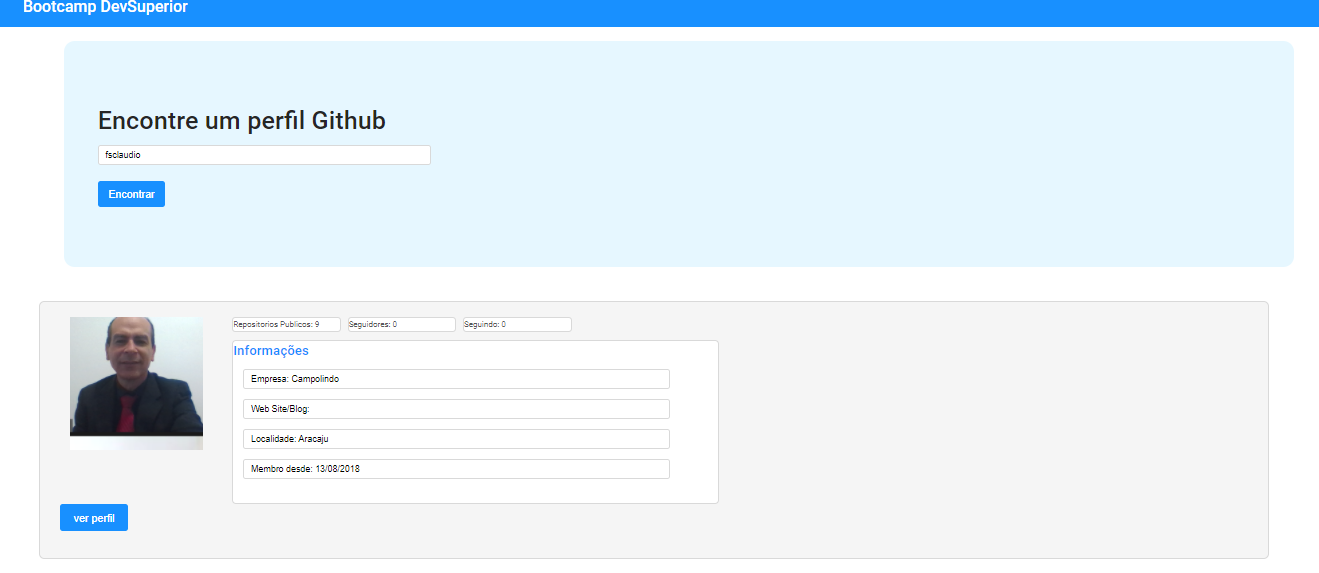 Bootcamp DevSuperior
Encontre um perfil Github
fsclaudio
Encontrar
Repositorios Publicos: 9
Seguidores: 0
Seguindo: 0
Informações
Empresa: Campolindo
Web Site/Blog:
Localidade: Aracaju
Membro desde: 13/08/2018
ver perfil